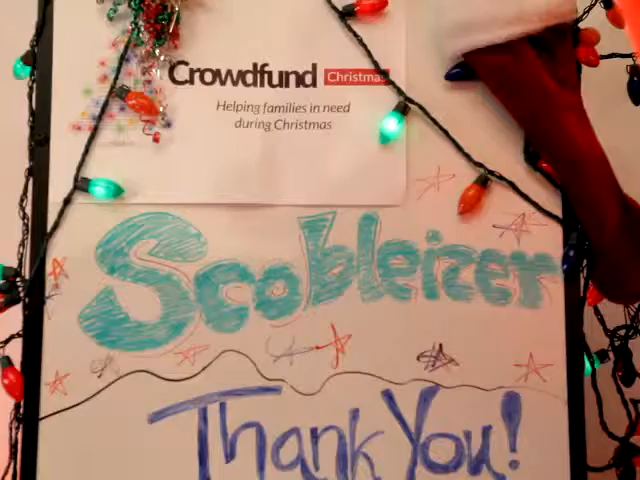 Crowdfund Christmas
Helping families in need
during Christmas
Scobleizer
Thank You!